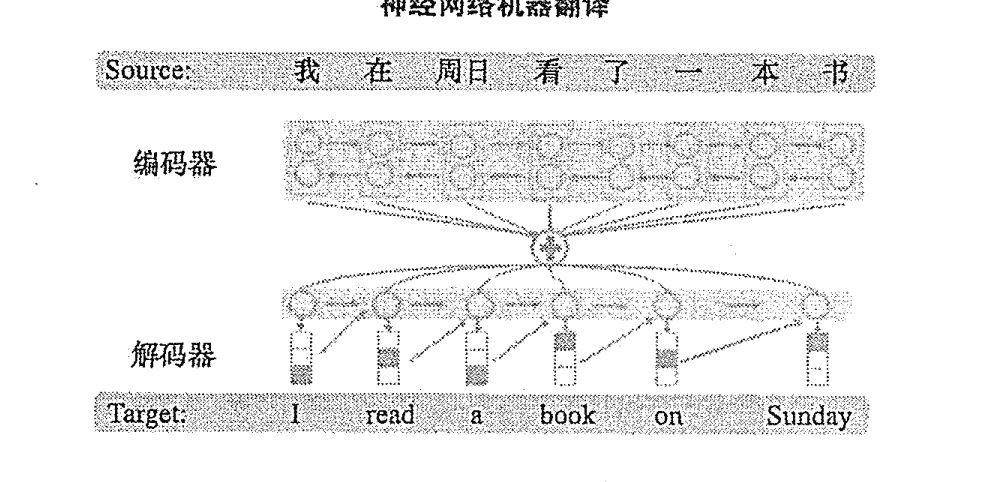 神经网络机器翻译
Source: 我 在 周日 看 了 一 本 书
编码器
解码器
Target: I read a book on Sunday